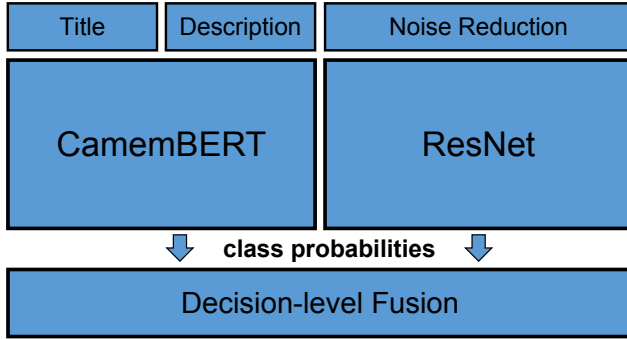 Title Description Noise Reduction
CamemBERT ResNet
class probabilities
Decision-level Fusion